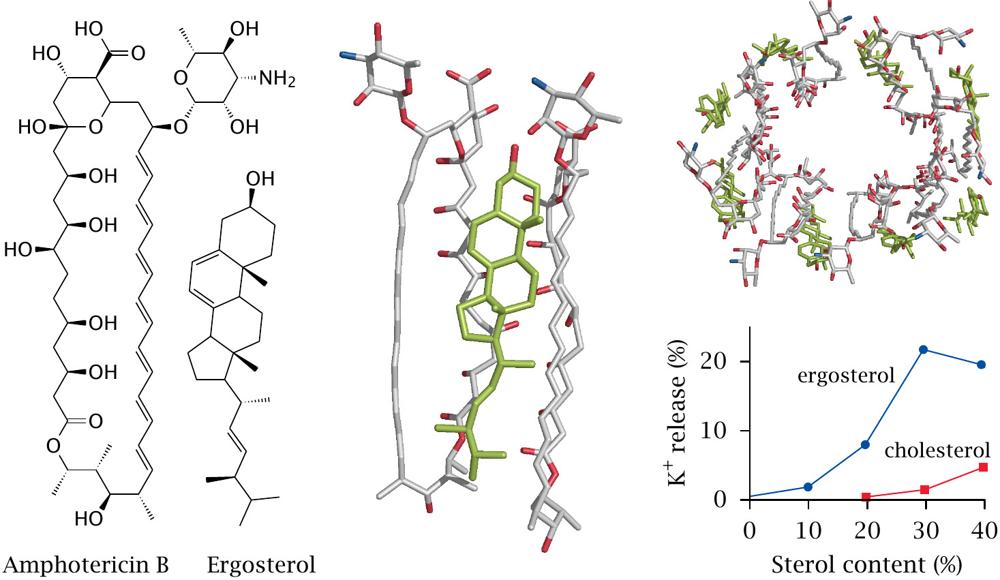 HO
OH
HO
O
O
NH2
HO
O
O
OH
OH
OH
OH
HO
OH
OH
O
O
HO
Amphotericin B
Ergosterol
K+ release (%)
20
10
0
ergosterol
cholesterol
0 10 20 30 40
Sterol content (%)